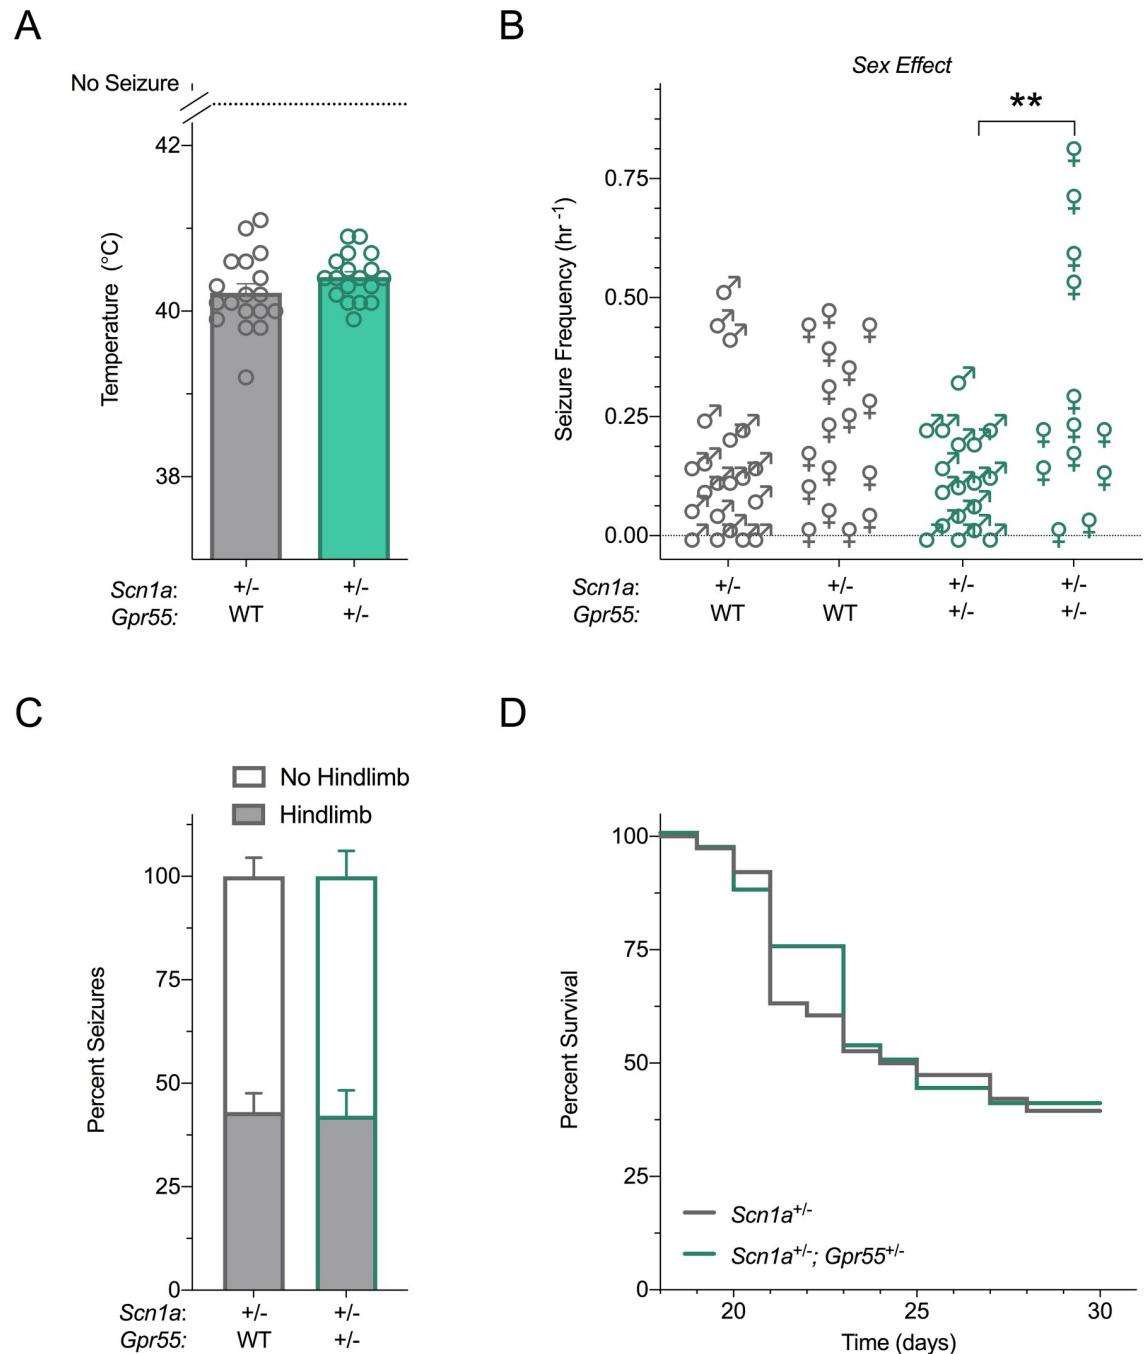 A
No Seizure
42
40
38
Temperature (°C)
Scn1a: +/- +/-
Gpr55: WT +/-
B
Sex Effect
**
0.75
0.50
0.25
0.00
Seizure Frequency (hr⁻¹)
Scn1a: +/- +/- +/- +/-
Gpr55: WT WT +/- +/-
C
No Hindlimb
Hindlimb
100
75
50
25
0
Percent Seizures
Scn1a: +/- +/-
Gpr55: WT +/-
D
100
75
50
25
0
Percent Survival
Scn1a+/-
Scn1a+/-; Gpr55+/-
20 25 30
Time (days)